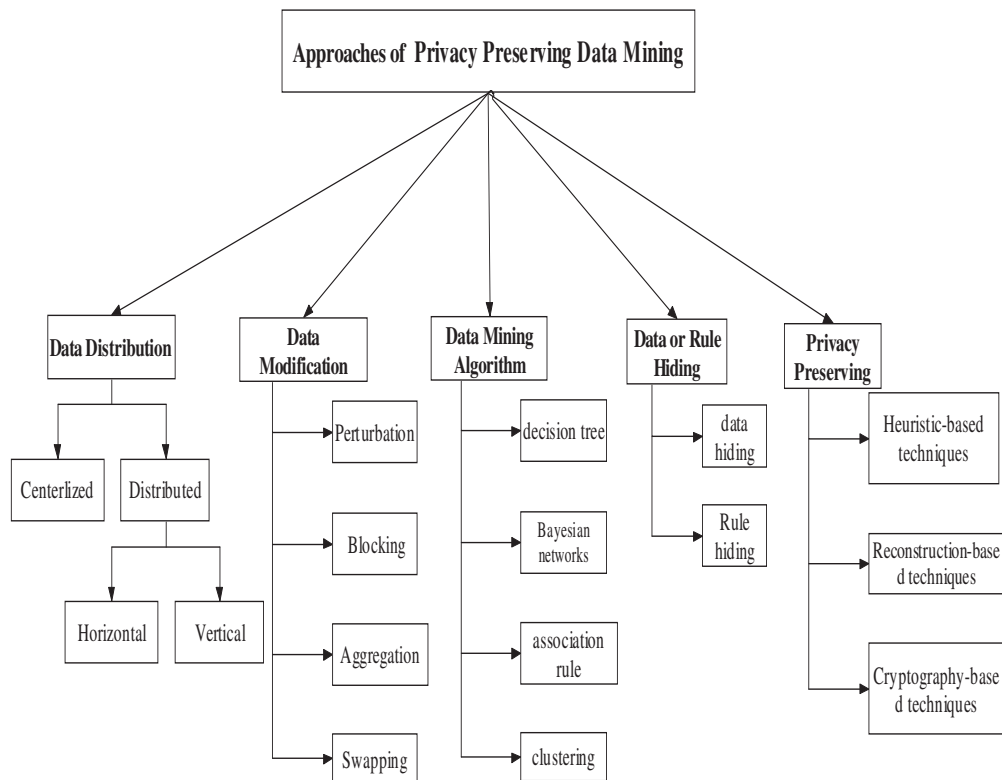 Approaches of Privacy Preserving Data Mining
Data Distribution
Centerlized
Distributed
Horizontal
Vertical
Data
Modification
Perturbation
Blocking
Aggregation
Swapping
Data Mining
Algorithm
decision tree
Bayesian
networks
association
rule
clustering
Data or Rule
Hiding
data
hiding
Rule
hiding
Privacy
Preserving
Heuristic-based
techniques
Reconstruction-base
d techniques
Cryptography-base
d techniques